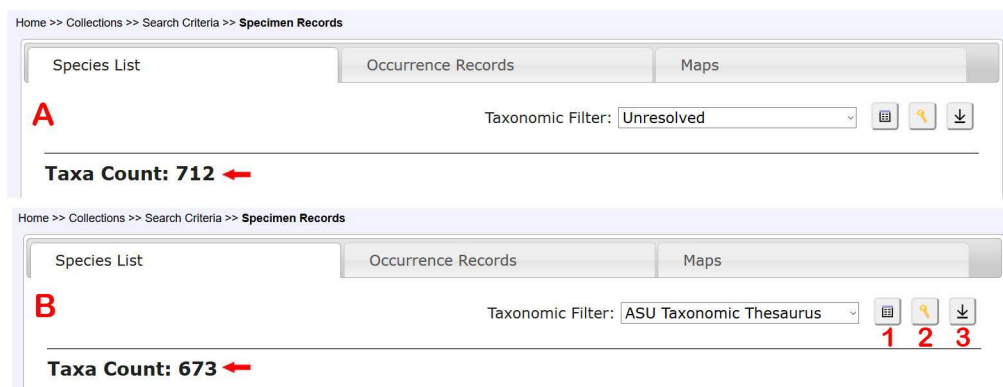 Home >> Collections >> Search Criteria >> Specimen Records
Species List Occurrence Records Maps
A
Taxonomic Filter: Unresolved
Taxa Count: 712
Home >> Collections >> Search Criteria >> Specimen Records
Species List Occurrence Records Maps
B
Taxonomic Filter: ASU Taxonomic Thesaurus
1 2 3
Taxa Count: 673